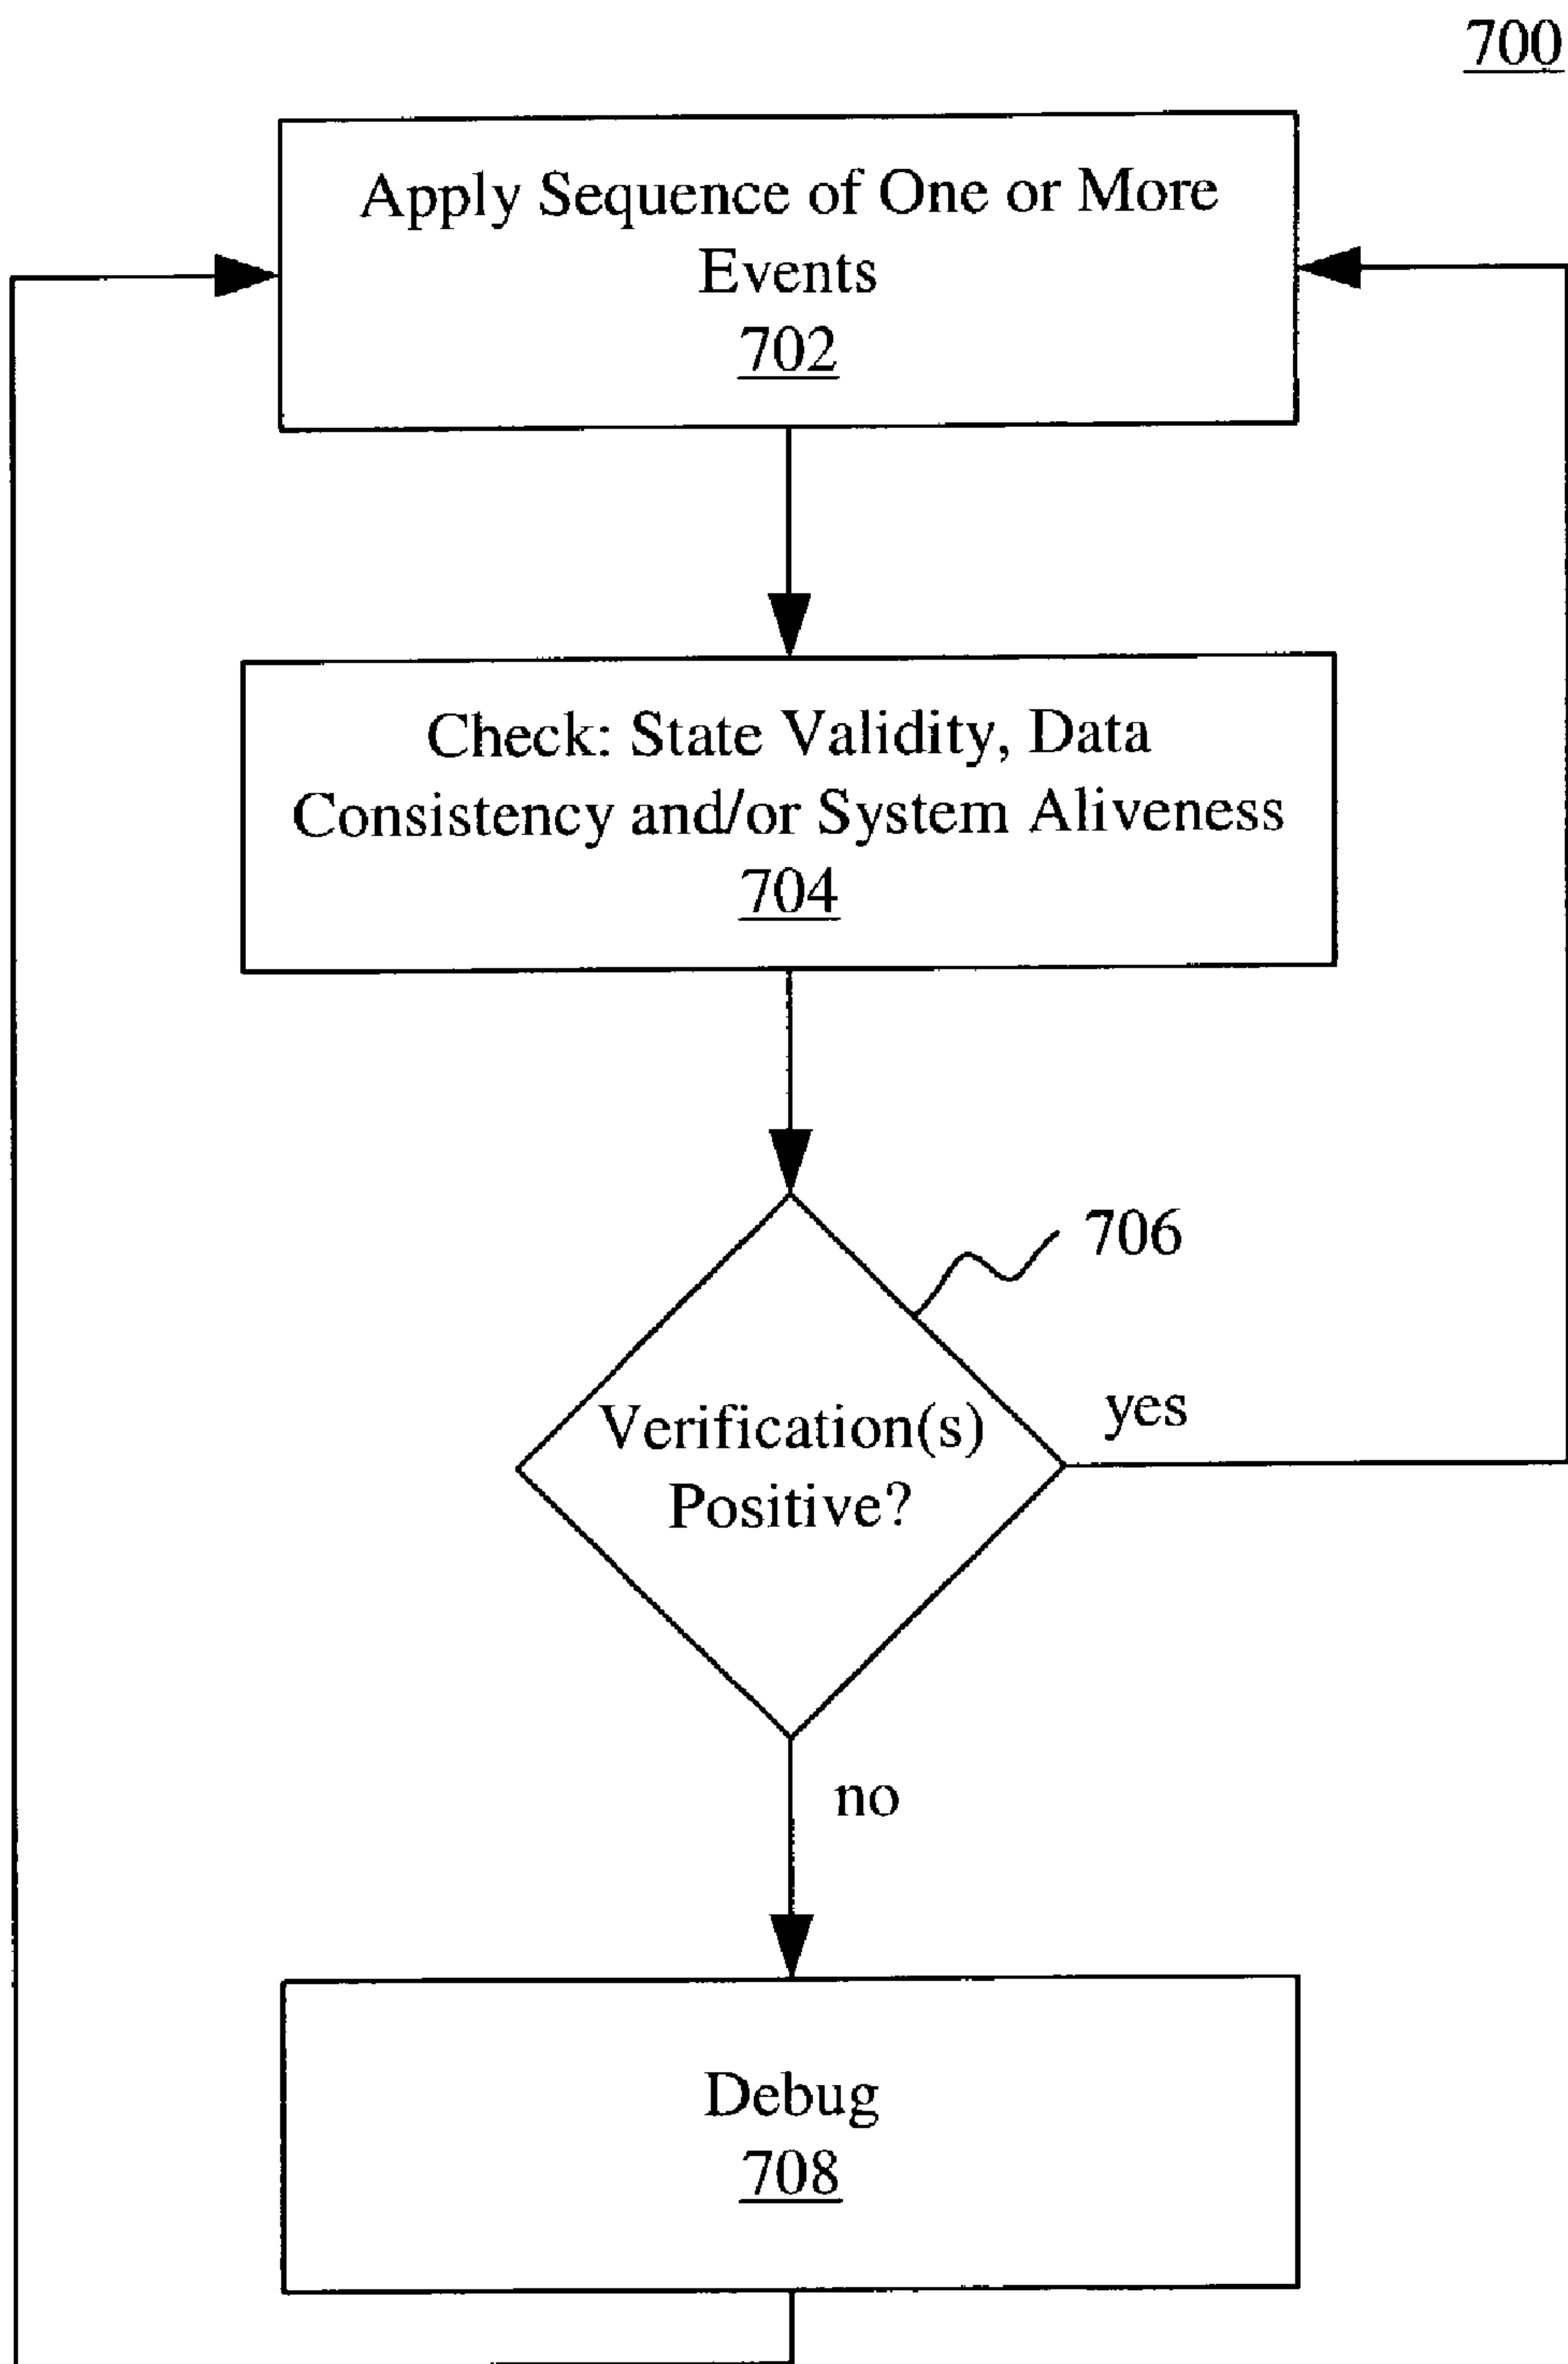 700
Apply Sequence of One or More
Events
702
Check: State Validity, Data
Consistency and/or System Aliveness
704
706
Verification(s)
Positive?
yes
no
Debug
708